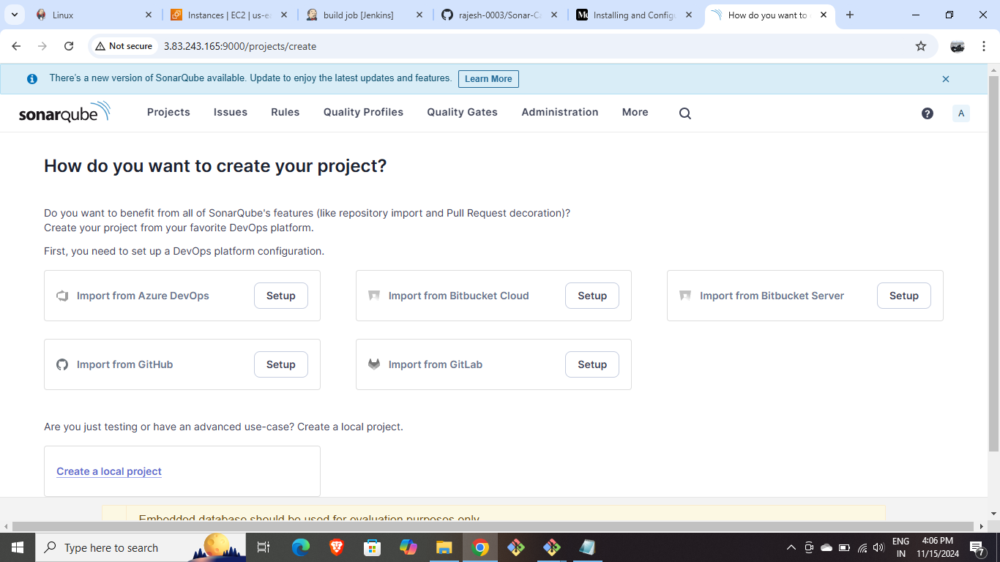 Linux
Instances | EC2 | us-ea
build job [Jenkins]
rajesh-0003/Sonar-C
Installing and Configu
How do you want to
Not secure
3.83.243.165:9000/projects/create
There's a new version of SonarQube available. Update to enjoy the latest updates and features. Learn More
sonarqube
Projects Issues Rules Quality Profiles Quality Gates Administration More
A
How do you want to create your project?
Do you want to benefit from all of SonarQube's features (like repository import and Pull Request decoration)?
Create your project from your favorite DevOps platform.
First, you need to set up a DevOps platform configuration.
Import from Azure DevOps Setup
Import from Bitbucket Cloud Setup
Import from Bitbucket Server Setup
Import from GitHub Setup
Import from GitLab Setup
Are you just testing or have an advanced use-case? Create a local project.
Create a local project
Embedded database should be used for evaluation purposes only
Type here to search
ENG
IN
4:06 PM
11/15/2024
7